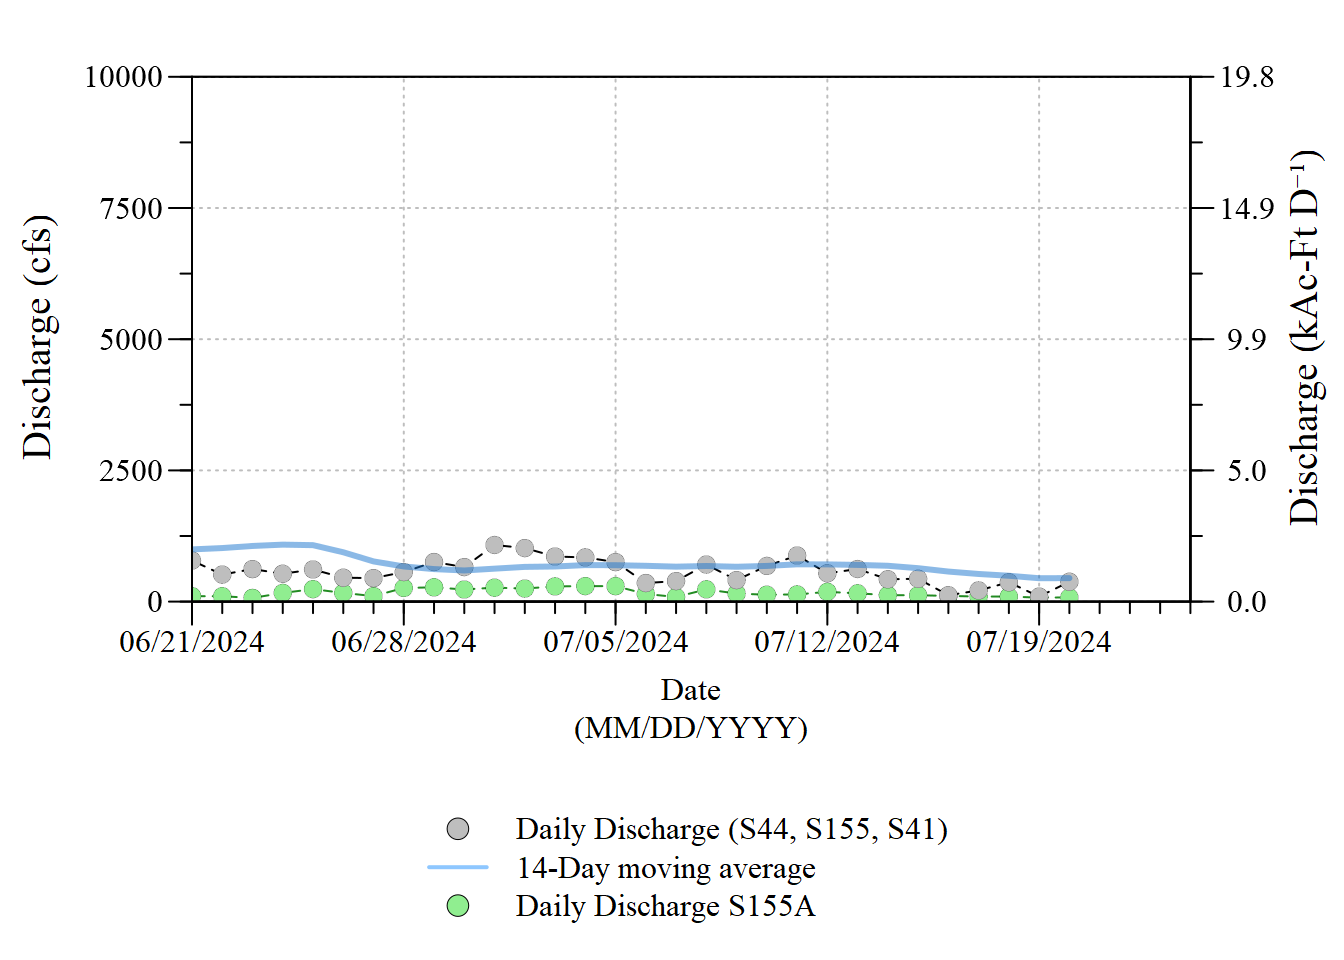 10000
7500
5000
2500
0
Discharge (cfs)
19.8
14.9
9.9
5.0
0.0
Discharge (kAc-Ft D⁻¹)
06/21/2024 06/28/2024 07/05/2024 07/12/2024 07/19/2024
Date
(MM/DD/YYYY)
Daily Discharge (S44, S155, S41)
14-Day moving average
Daily Discharge S155A